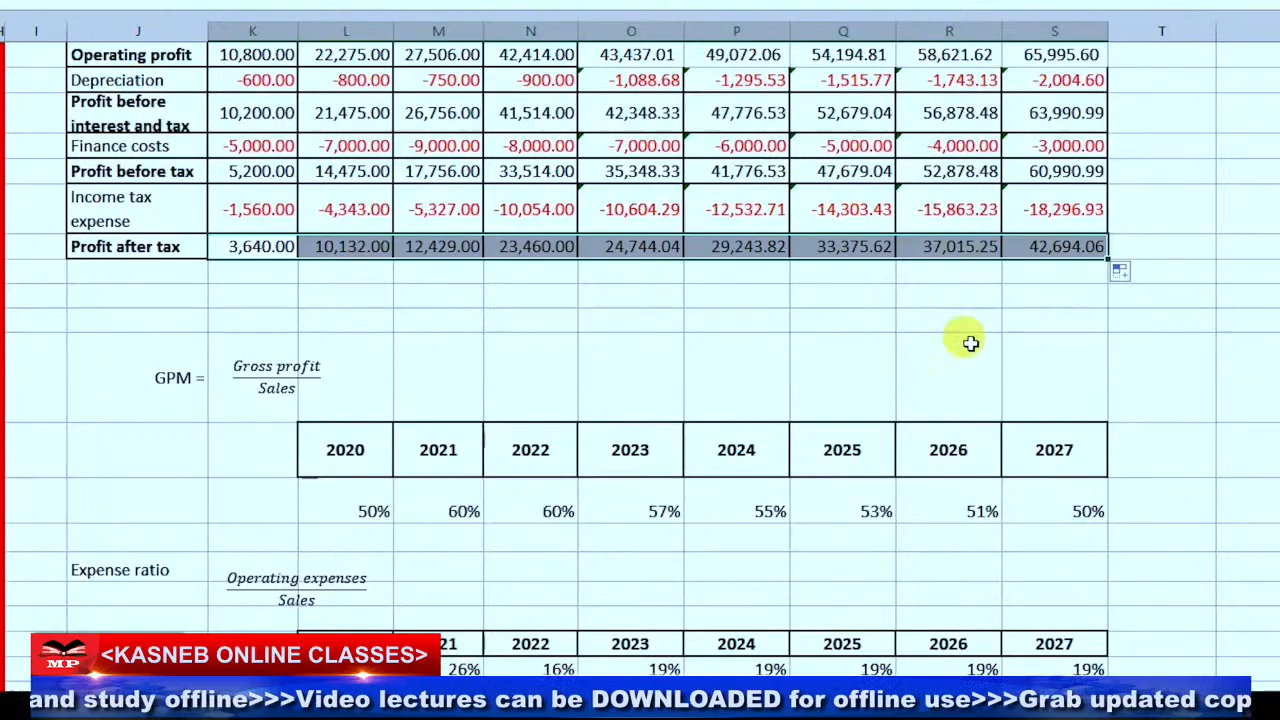 H I J K L M N O P Q R S T
Operating profit 10,800.00 22,275.00 27,506.00 42,414.00 43,437.01 49,072.06 54,194.81 58,621.62 65,995.60
Depreciation -600.00 -800.00 -750.00 -900.00 -1,088.68 -1,295.53 -1,515.77 -1,743.13 -2,004.60
Profit before
interest and tax 10,200.00 21,475.00 26,756.00 41,514.00 42,348.33 47,776.53 52,679.04 56,878.48 63,990.99
Finance costs -5,000.00 -7,000.00 -9,000.00 -8,000.00 -7,000.00 -6,000.00 -5,000.00 -4,000.00 -3,000.00
Profit before tax 5,200.00 14,475.00 17,756.00 33,514.00 35,348.33 41,776.53 47,679.04 52,878.48 60,990.99
Income tax
expense -1,560.00 -4,343.00 -5,327.00 -10,054.00 -10,604.29 -12,532.71 -14,303.43 -15,863.23 -18,296.93
Profit after tax 3,640.00 10,132.00 12,429.00 23,460.00 24,744.04 29,243.82 33,375.62 37,015.25 42,694.06
GPM = Gross profit
Sales
2020 2021 2022 2023 2024 2025 2026 2027
50% 60% 60% 57% 55% 53% 51% 50%
Expense ratio Operating expenses
Sales
21 2022 2023 2024 2025 2026 2027
26% 16% 19% 19% 19% 19% 19%
MP <KASNEB ONLINE CLASSES>
and study offline>>>Video lectures can be DOWNLOADED for offline use>>>Grab updated cop